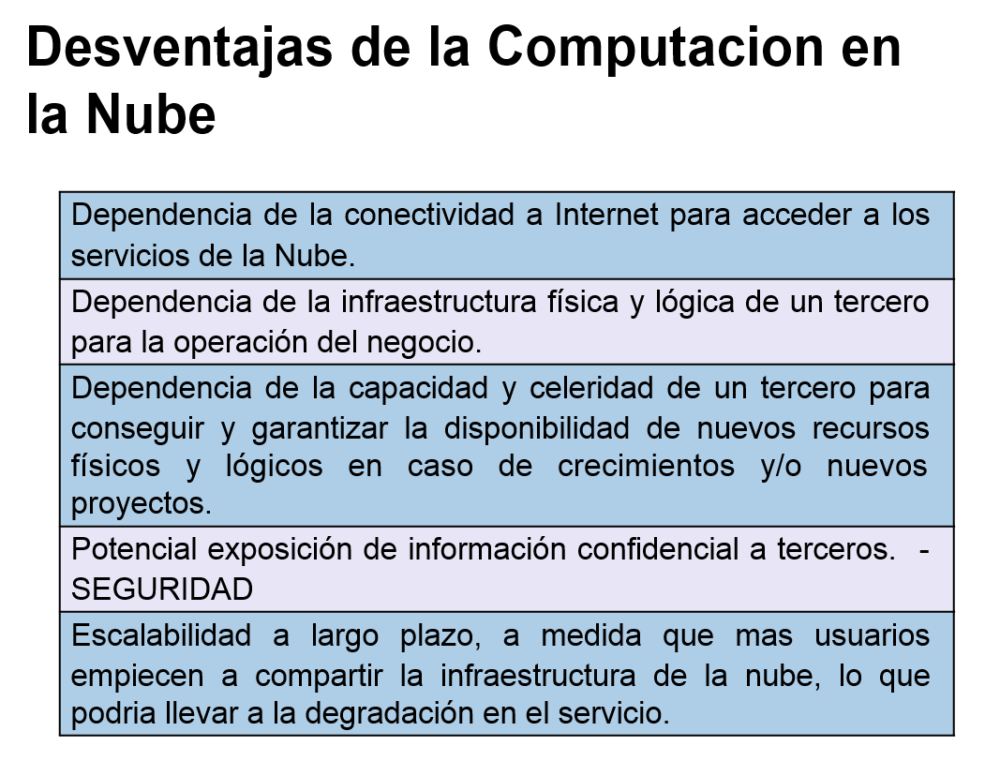 Desventajas de la Computacion en
la Nube
Dependencia de la conectividad a Internet para acceder a los
servicios de la Nube.
Dependencia de la infraestructura física y lógica de un tercero
para la operación del negocio.
Dependencia de la capacidad y celeridad de un tercero para
conseguir y garantizar la disponibilidad de nuevos recursos
físicos y lógicos en caso de crecimientos y/o nuevos
proyectos.
Potencial exposición de información confidencial a terceros. -
SEGURIDAD
Escalabilidad a largo plazo, a medida que mas usuarios
empiecen a compartir la infraestructura de la nube, lo que
podria llevar a la degradación en el servicio.